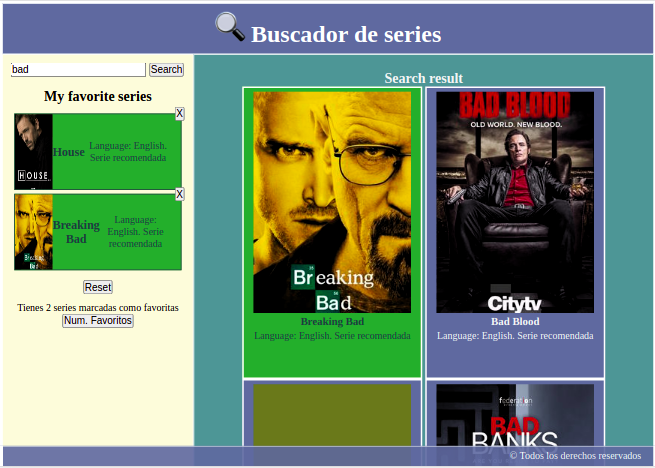 Buscador de series
bad
Search
My favorite series
X
House
Language: English.
Serie recomendada
HOUSE
X
Breaking
Bad
Language:
English. Serie
recomendada
Breaking
Bad
Reset
Tienes 2 series marcadas como favoritas
Num. Favoritos
Search result
Breaking
Bad
Breaking Bad
Language: English. Serie recomendada
BAD BLOOD
OLD WORLD. NEW BLOOD.
Citytv
Bad Blood
Language: English. Serie recomendada
federation
BAD
BANKS
© Todos los derechos reservados